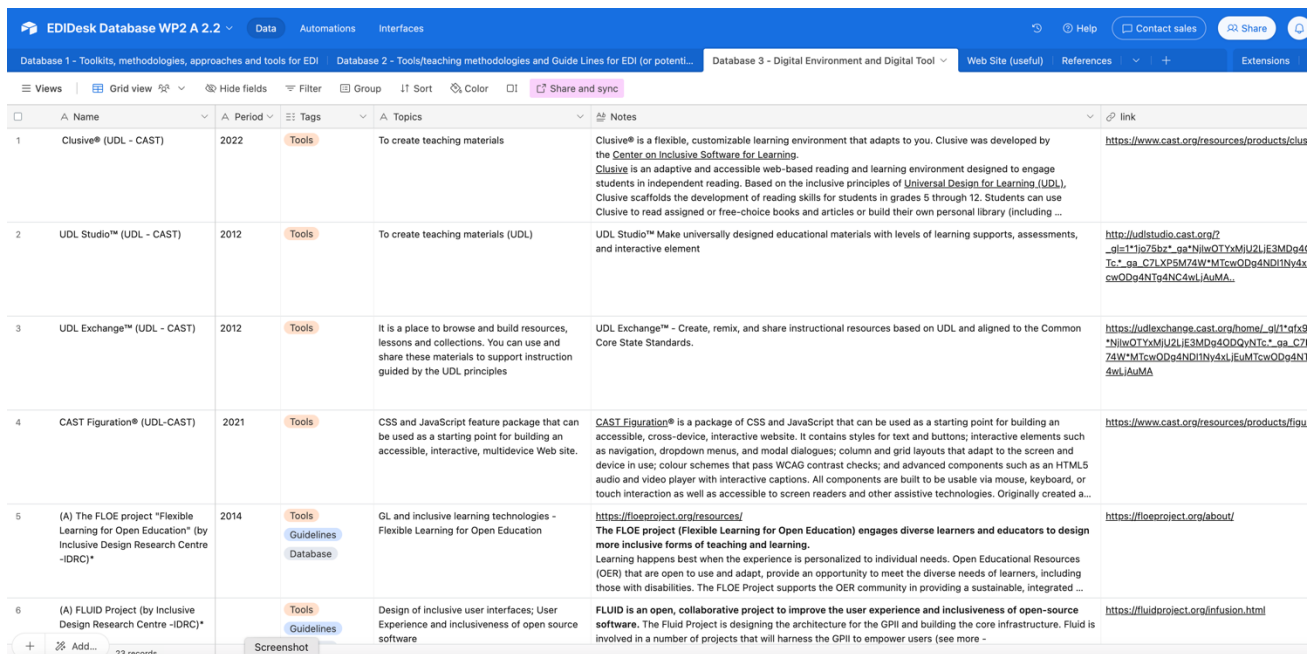 EDIDesk Database WP2 A 2.2
Data
Automations
Interfaces
Help
Contact sales
Share
Database 1 - Toolkits, methodologies, approaches and tools for EDI
Database 2 - Tools/teaching methodologies and Guide Lines for EDI (or potenti...
Database 3 - Digital Environment and Digital Tool
Web Site (useful)
References
Extensions
Views
Grid view
Hide fields
Filter
Group
Sort
Color
Share and sync
Name
Period
Tags
Topics
Notes
link
1
Clusive® (UDL - CAST)
2022
Tools
To create teaching materials
Clusive® is a flexible, customizable learning environment that adapts to you. Clusive was developed by
the Center on Inclusive Software for Learning.
Clusive is an adaptive and accessible web-based reading and learning environment designed to engage
students in independent reading. Based on the inclusive principles of Universal Design for Learning (UDL),
Clusive scaffolds the development of reading skills for students in grades 5 through 12. Students can use
Clusive to read assigned or free-choice books and articles or build their own personal library (including ...
https://www.cast.org/resources/products/clus
2
UDL Studio™ (UDL - CAST)
2012
Tools
To create teaching materials (UDL)
UDL Studio™ Make universally designed educational materials with levels of learning supports, assessments,
and interactive element
http://udlstudio.cast.org/?
_gl=1*1jo75bz*_ga*NjIwOTYxMjU2LjE3MDg4O
Tc.*_ga_C7LXP5M74W*MTcwODg4NDI1Ny4x
cwODg4NTg4NC4wLjAuMA..
3
UDL Exchange™ (UDL - CAST)
2012
Tools
It is a place to browse and build resources,
lessons and collections. You can use and
share these materials to support instruction
guided by the UDL principles
UDL Exchange™ - Create, remix, and share instructional resources based on UDL and aligned to the Common
Core State Standards.
https://udlexchange.cast.org/home/_gl/1*qfx9
*NjIwOTYxMjU2LjE3MDg4ODQyNTc.*_ga_C7
74W*MTcwODg4NDI1Ny4xLjEuMTcwODg4NT
4wLjAuMA
4
CAST Figuration® (UDL-CAST)
2021
Tools
CSS and JavaScript feature package that can
be used as a starting point for building an
accessible, interactive, multidevice Web site.
CAST Figuration® is a package of CSS and JavaScript that can be used as a starting point for building an
accessible, cross-device, interactive website. It contains styles for text and buttons; interactive elements such
as navigation, dropdown menus, and modal dialogues; column and grid layouts that adapt to the screen and
device in use; colour schemes that pass WCAG contrast checks; and advanced components such as an HTML5
audio and video player with interactive captions. All components are built to be usable via mouse, keyboard, or
touch interaction as well as accessible to screen readers and other assistive technologies. Originally created a...
https://www.cast.org/resources/products/figu
5
(A) The FLOE project "Flexible
Learning for Open Education" (by
Inclusive Design Research Centre
-IDRC)*
2014
Tools
Guidelines
Database
GL and inclusive learning technologies -
Flexible Learning for Open Education
https://floeproject.org/resources/
The FLOE project (Flexible Learning for Open Education) engages diverse learners and educators to design
more inclusive forms of teaching and learning.
Learning happens best when the experience is personalized to individual needs. Open Educational Resources
(OER) that are open to use and adapt, provide an opportunity to meet the diverse needs of learners, including
those with disabilities. The FLOE Project supports the OER community in providing a sustainable, integrated ...
https://floeproject.org/about/
6
(A) FLUID Project (by Inclusive
Design Research Centre -IDRC)*
Tools
Guidelines
Design of inclusive user interfaces; User
Experience and inclusiveness of open source
software
FLUID is an open, collaborative project to improve the user experience and inclusiveness of open-source
software. The Fluid Project is designing the architecture for the GPII and building the core infrastructure. Fluid is
involved in a number of projects that will harness the GPII to empower users (see more -
https://fluidproject.org/infusion.html
Add...
23 records
Screenshot